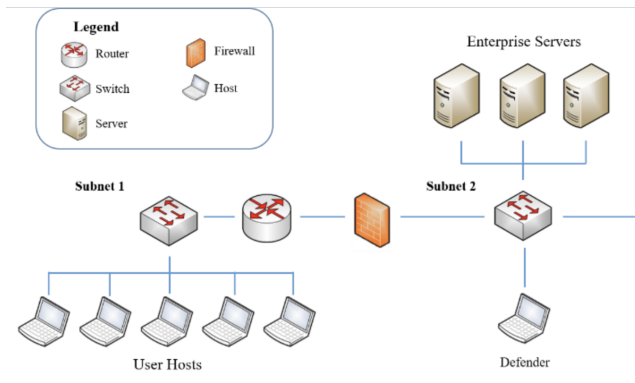 Legend
Router
Firewall
Switch
Host
Server
Enterprise Servers
Subnet 1
Subnet 2
User Hosts
Defender